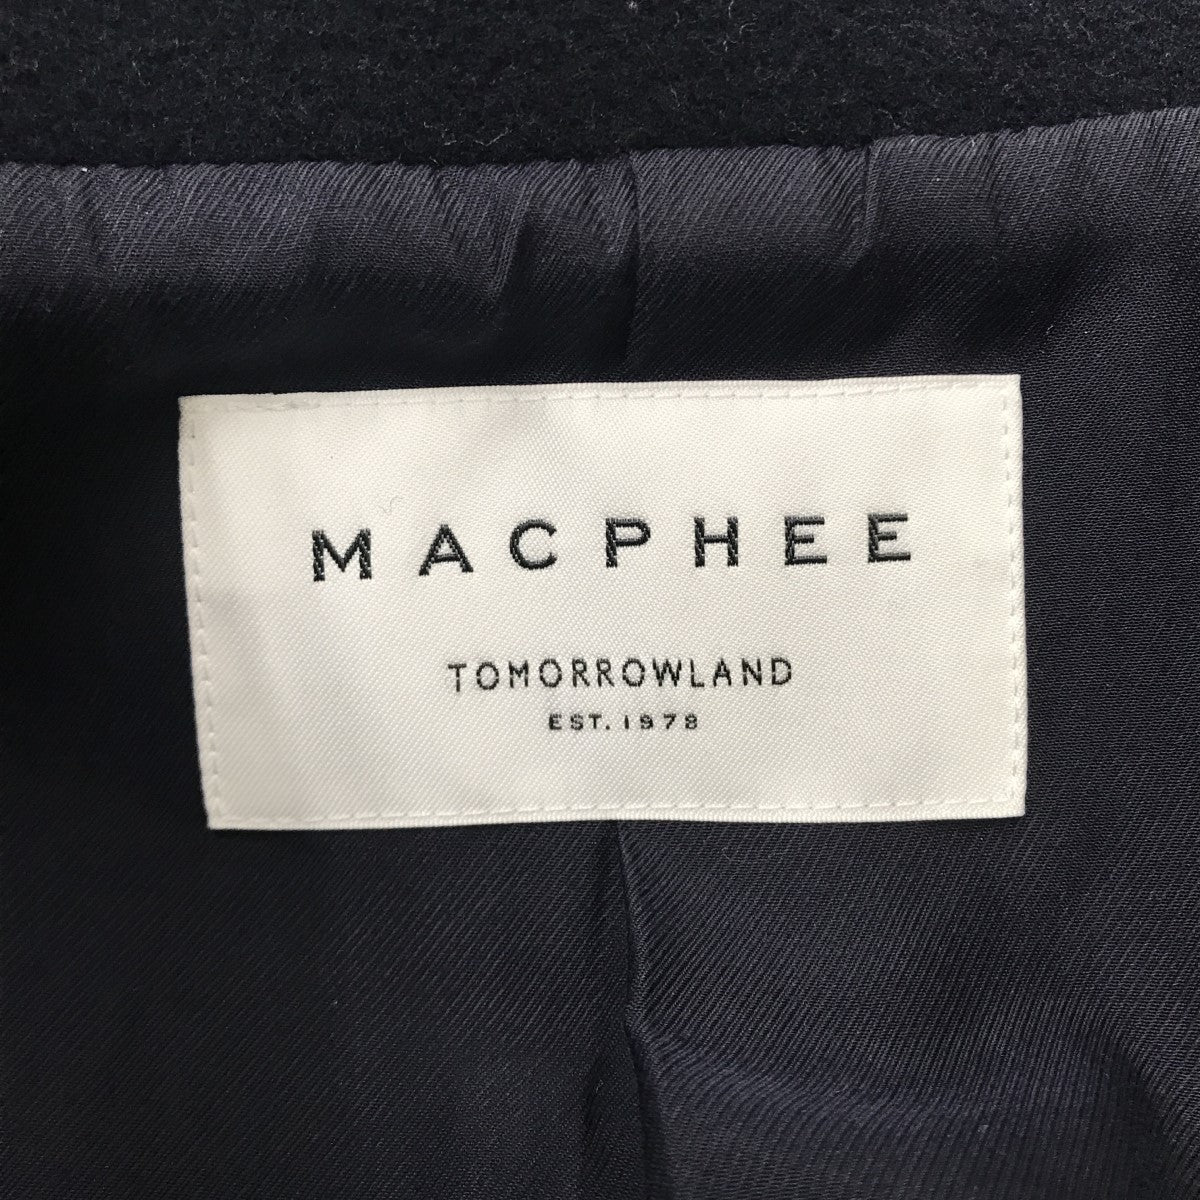 MACPHEE
TOMORROWLAND
EST. 1978